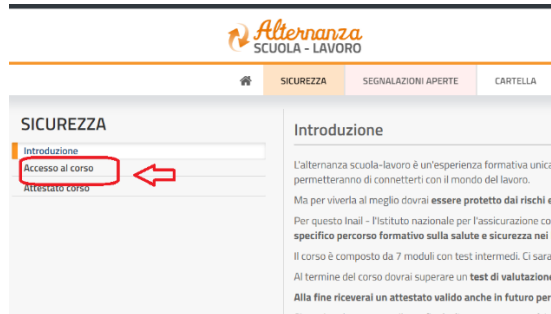 Alternanza
SCUOLA - LAVORO
SICUREZZA
SEGNALAZIONI APERTE
CARTELLA
SICUREZZA
Introduzione
Accesso al corso
Attestato corso
Introduzione
L'alternanza scuola-lavoro è un'esperienza formativa unica
permetteranno di connetterti con il mondo del lavoro.
Ma per viverla al meglio dovrai essere protetto dai rischi e
Per questo Inail - l'Istituto nazionale per l'assicurazione co
specifico percorso formativo sulla salute e sicurezza nei
Il corso è composto da 7 moduli con test intermedi. Ci sara
Al termine del corso dovrai superare un test di valutazione
Alla fine riceverai un attestato valido anche in futuro per